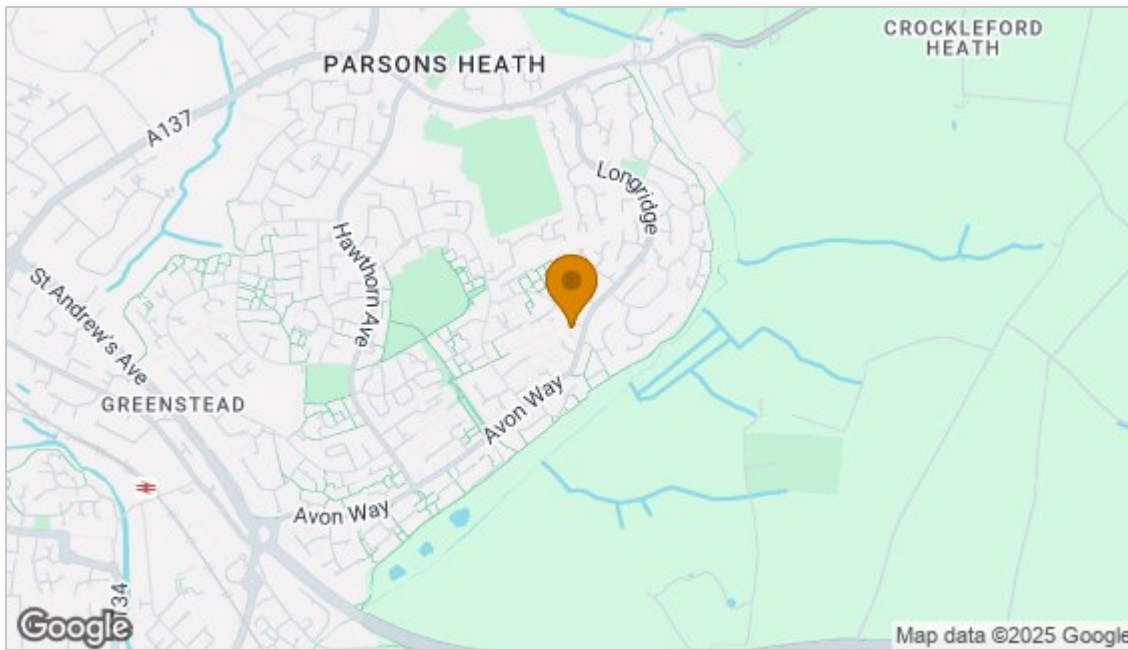 CROCKLEFORD
HEATH
PARSONS HEATH
A137
Longridge
Hawthorn Ave
St Andrew's Ave
GREENSTEAD
Avon Way
Avon Way
134
Google
Map data ©2025 Google